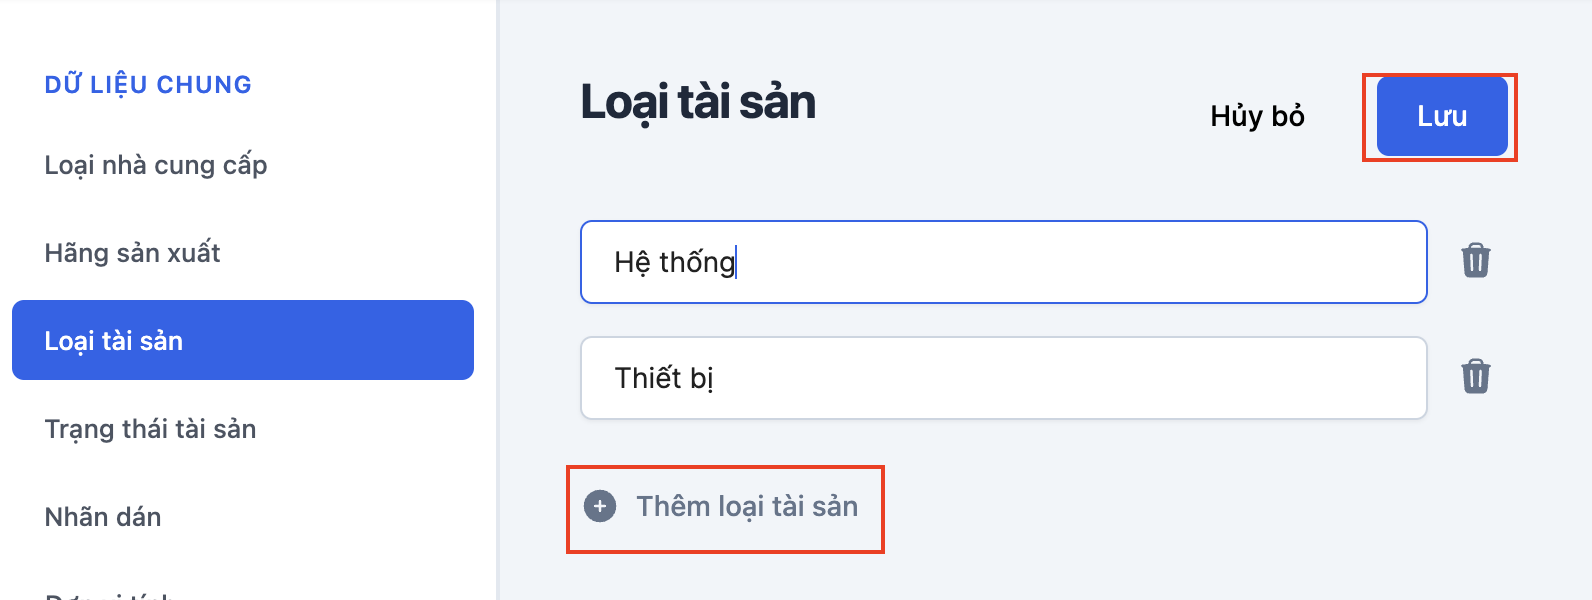 DỮ LIỆU CHUNG
Loại nhà cung cấp
Hãng sản xuất
Loại tài sản
Trạng thái tài sản
Nhãn dán
Loại tài sản
Hủy bỏ
Lưu
Hệ thống
Thiết bị
Thêm loại tài sản